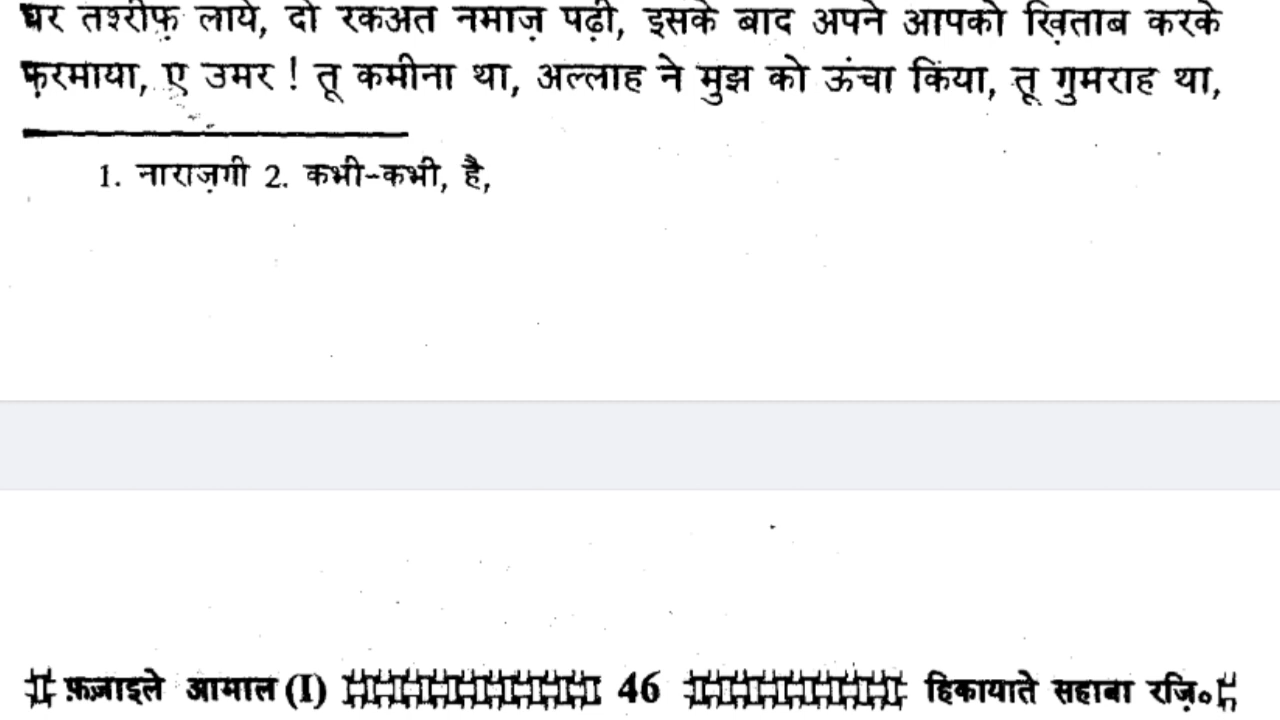 घर तशरीफ़ लाये, दो रकअत नमाज़ पढ़ी, इसके बाद अपने आपको ख़िताब करके
फ़रमाया, ए उमर ! तू कमीना था, अल्लाह ने मुझ को ऊंचा किया, तू गुमराह था,
1. नाराज़गी 2. कभी-कभी, है,
फ़ज़ाइले आमाल (I) 46 हिकायाते सहाबा रज़ि॰